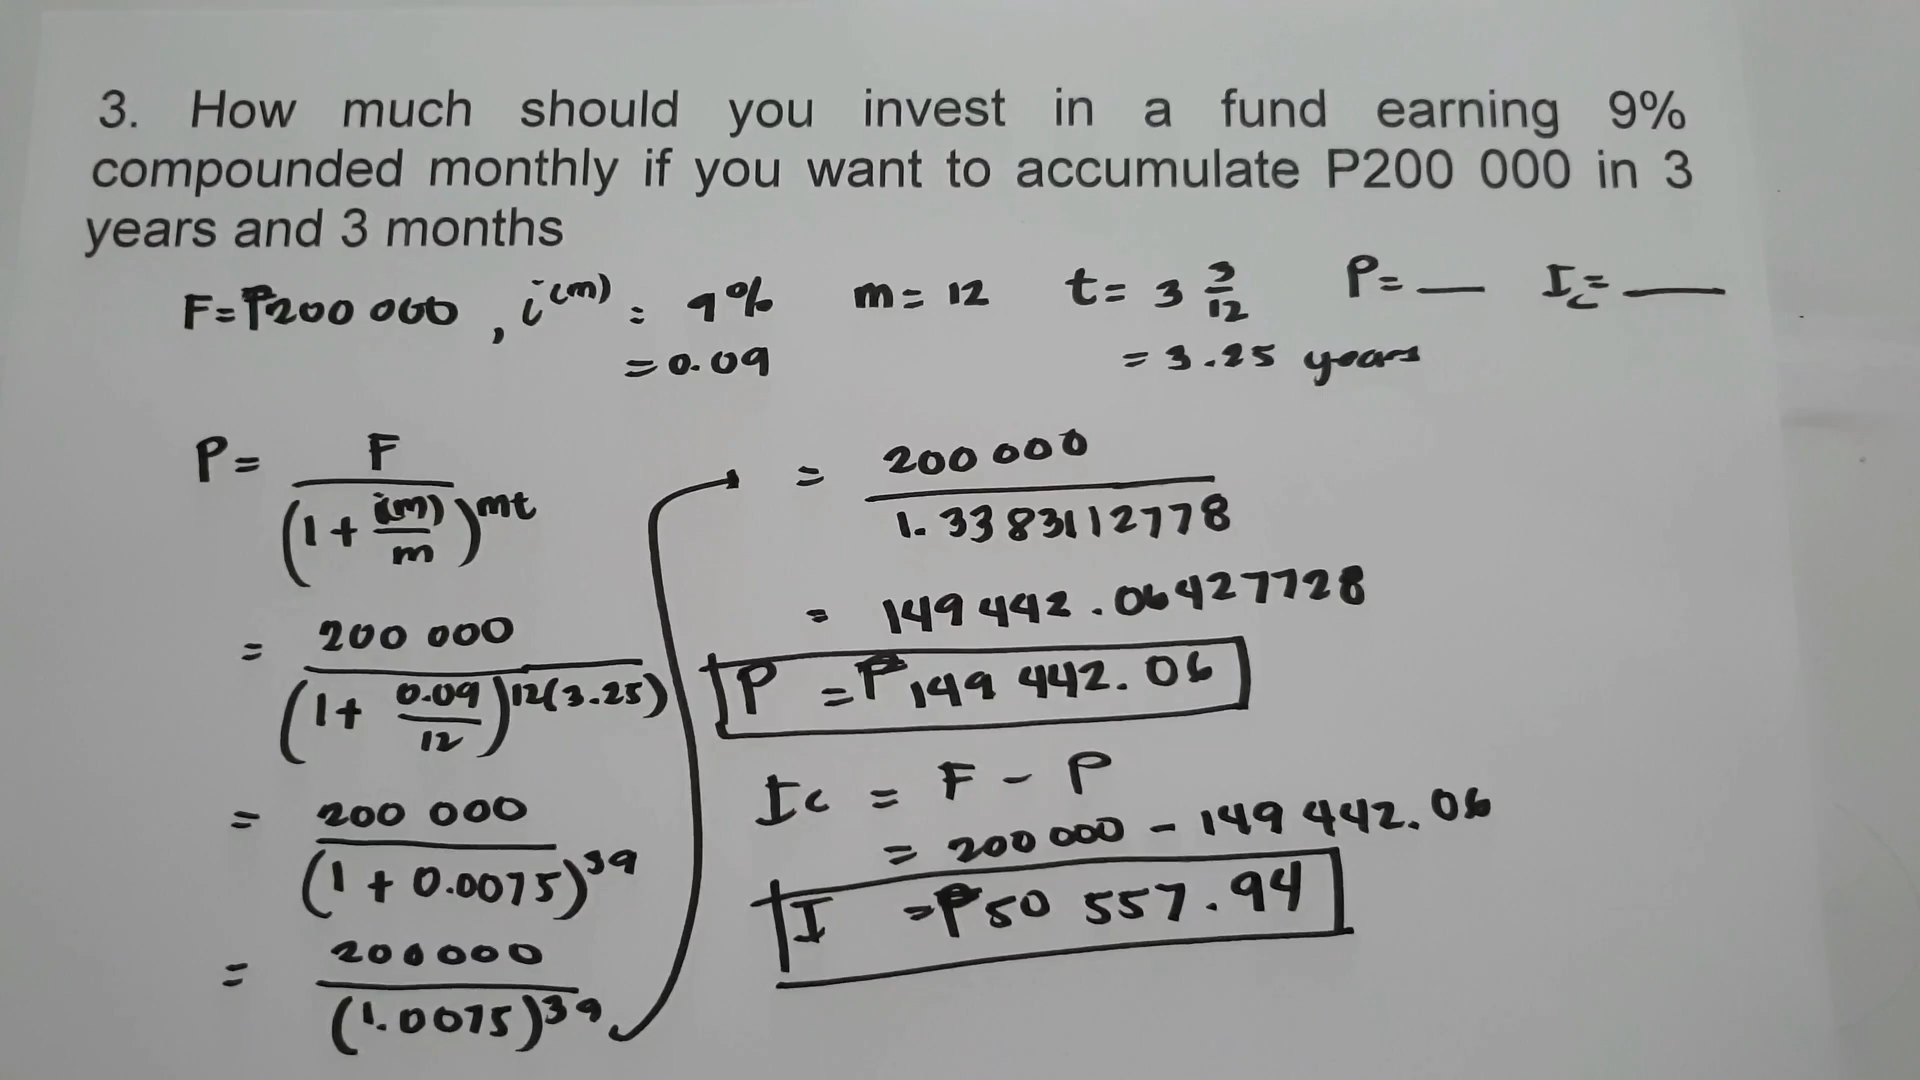 3. How much should you invest in a fund earning 9%
compounded monthly if you want to accumulate P200 000 in 3
years and 3 months
F=₱200 000, i^(m) = 9% m = 12 t = 3 3/12 P = __ Ic = __
= 0.09 = 3.25 years
P = F / (1 + i^(m)/m)^mt
= 200 000 / (1 + 0.09/12)^12(3.25)
= 200 000 / (1 + 0.0075)^39
= 200 000 / (1.0075)^39
= 200 000 / 1.3383112778
= 149 442.06427728
P = ₱149 442.06
Ic = F - P
= 200 000 - 149 442.06
I = ₱50 557.94